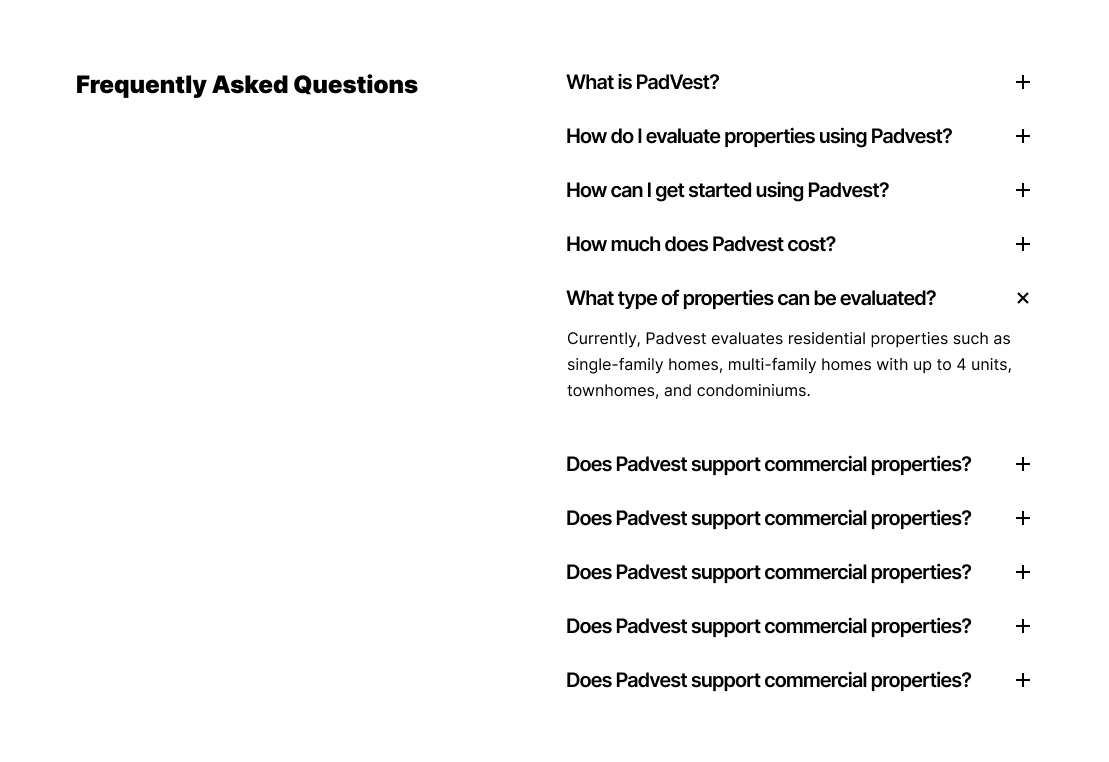 Frequently Asked Questions
What is PadVest?
How do I evaluate properties using Padvest?
How can I get started using Padvest?
How much does Padvest cost?
What type of properties can be evaluated?
Currently, Padvest evaluates residential properties such as
single-family homes, multi-family homes with up to 4 units,
townhomes, and condominiums.
Does Padvest support commercial properties?
Does Padvest support commercial properties?
Does Padvest support commercial properties?
Does Padvest support commercial properties?
Does Padvest support commercial properties?